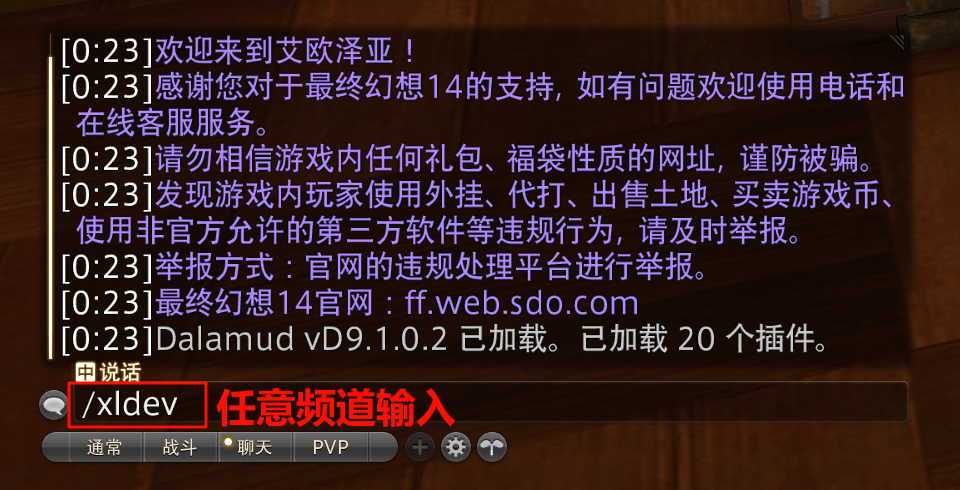 [0:23]欢迎来到艾欧泽亚！
[0:23]感谢您对于最终幻想14的支持，如有问题欢迎使用电话和
在线客服服务。
[0:23]请勿相信游戏内任何礼包、福袋性质的网址，谨防被骗。
[0:23]发现游戏内玩家使用外挂、代打、出售土地、买卖游戏币、
使用非官方允许的第三方软件等违规行为，请及时举报。
[0:23]举报方式：官网的违规处理平台进行举报。
[0:23]最终幻想14官网：ff.web.sdo.com
[0:23]Dalamud vD9.1.0.2 已加载。已加载 20 个插件。
中 说话
/xldev 任意频道输入
通常 战斗 聊天 PVP